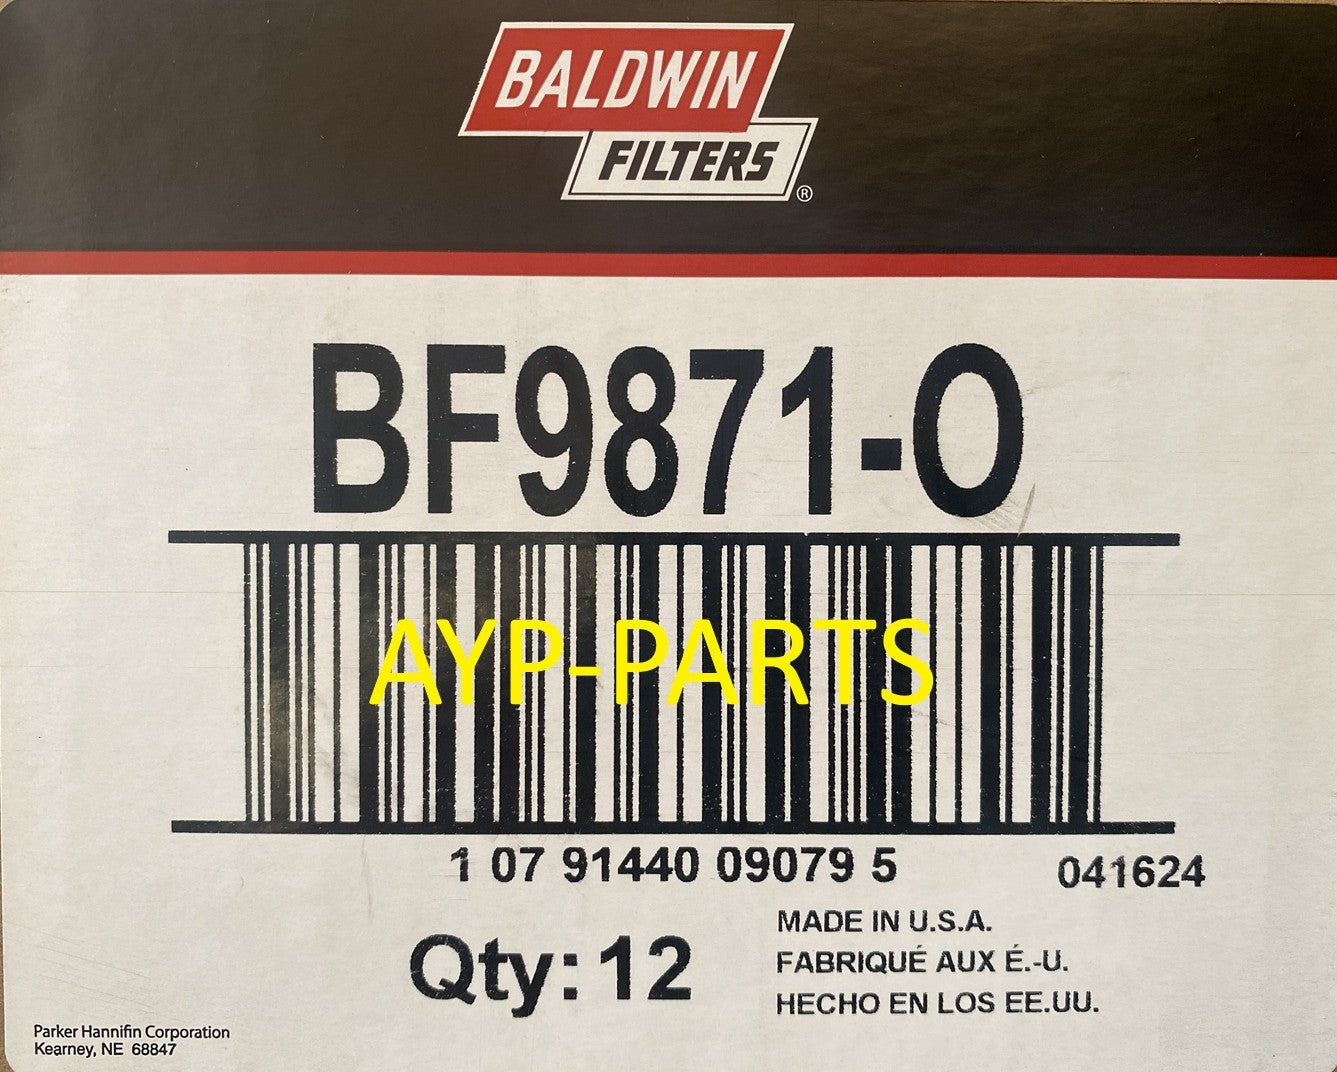 BALDWIN
FILTERS®
BF9871-O
AYP-PARTS
1 07 91440 09079 5
041624
Qty: 12
MADE IN U.S.A.
FABRIQUÉ AUX É.-U.
HECHO EN LOS EE.UU.
Parker Hannifin Corporation
Kearney, NE 68847